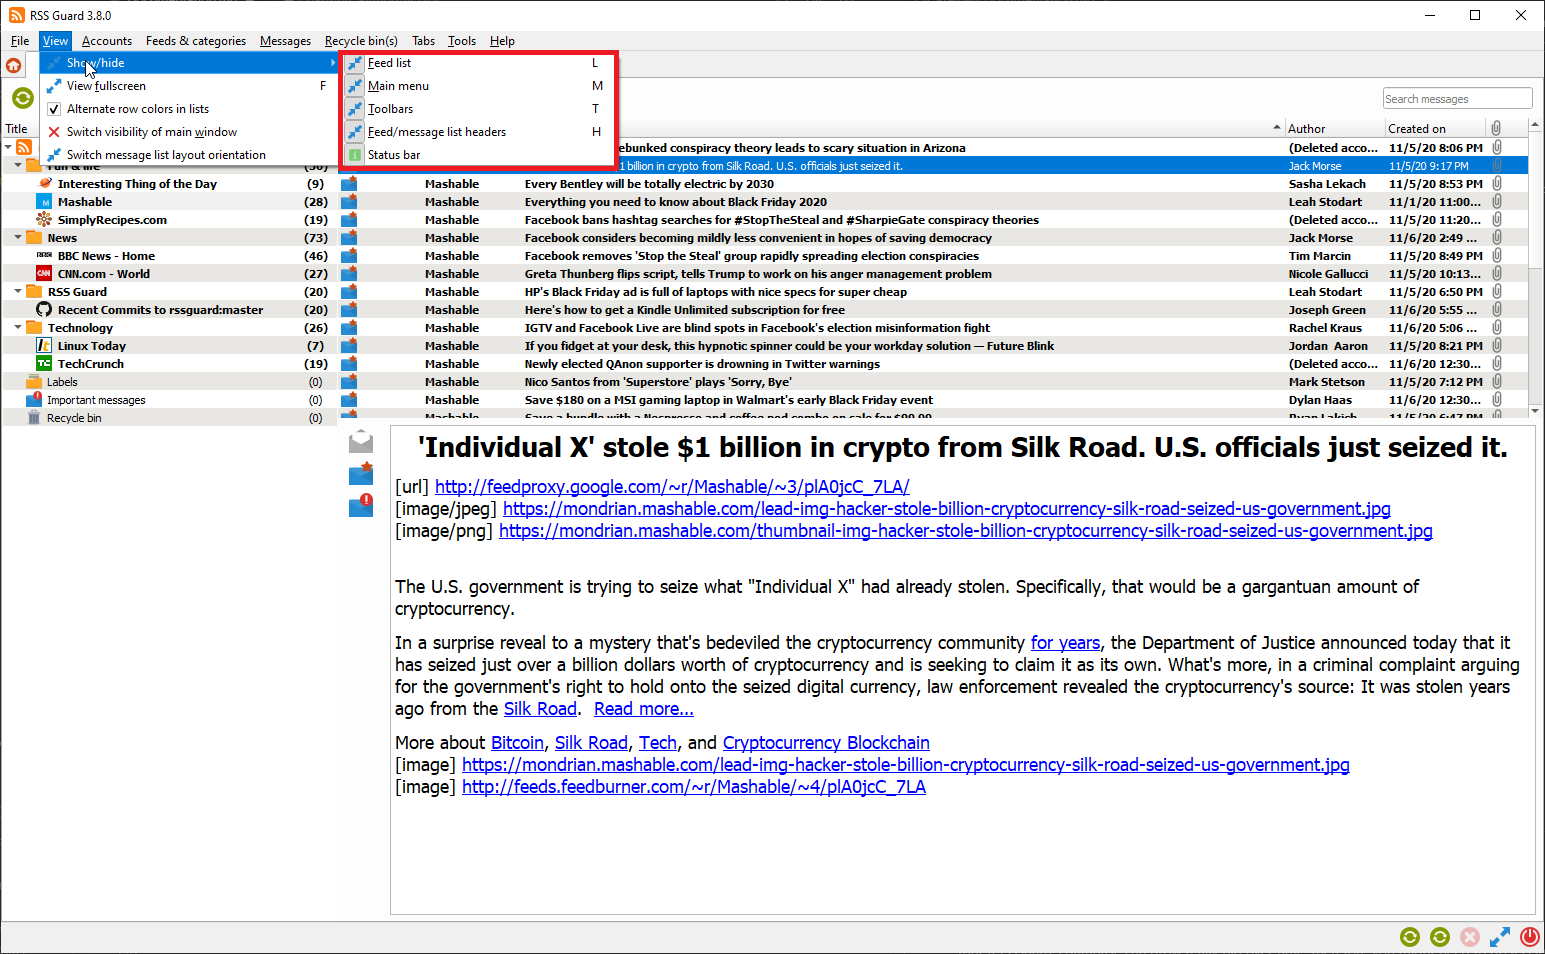 RSS Guard 3.8.0
File View Accounts Feeds & categories Messages Recycle bin(s) Tabs Tools Help
Show/hide
View fullscreen F
Alternate row colors in lists
Switch visibility of main window
Switch message list layout orientation
Feed list L
Main menu M
Toolbars T
Feed/message list headers H
Status bar
Search messages
Title Author Created on
ebunked conspiracy theory leads to scary situation in Arizona (Deleted acco... 11/5/20 8:06 PM
1 billion in crypto from Silk Road. U.S. officials just seized it. Jack Morse 11/5/20 9:17 PM
Interesting Thing of the Day (9) Mashable Every Bentley will be totally electric by 2030 Sasha Lekach 11/5/20 8:53 PM
Mashable (28) Mashable Everything you need to know about Black Friday 2020 Leah Stodart 11/1/20 11:00...
SimplyRecipes.com (19) Mashable Facebook bans hashtag searches for #StopTheSteal and #SharpieGate conspiracy theories (Deleted acco... 11/5/20 11:20...
News (73) Mashable Facebook considers becoming mildly less convenient in hopes of saving democracy Jack Morse 11/6/20 2:49 ...
BBC News - Home (46) Mashable Facebook removes 'Stop the Steal' group rapidly spreading election conspiracies Tim Marcin 11/5/20 8:49 PM
CNN.com - World (27) Mashable Greta Thunberg flips script, tells Trump to work on his anger management problem Nicole Gallucci 11/5/20 10:13...
RSS Guard (20) Mashable HP's Black Friday ad is full of laptops with nice specs for super cheap Leah Stodart 11/5/20 6:50 PM
Recent Commits to rssguard:master (20) Mashable Here's how to get a Kindle Unlimited subscription for free Joseph Green 11/6/20 5:55 ...
Technology (26) Mashable IGTV and Facebook Live are blind spots in Facebook's election misinformation fight Rachel Kraus 11/6/20 5:06 ...
Linux Today (7) Mashable If you fidget at your desk, this hypnotic spinner could be your workday solution — Future Blink Jordan Aaron 11/5/20 8:21 PM
TechCrunch (19) Mashable Newly elected QAnon supporter is drowning in Twitter warnings (Deleted acco... 11/6/20 12:30...
Labels (0) Mashable Nico Santos from 'Superstore' plays 'Sorry, Bye' Mark Stetson 11/5/20 7:12 PM
Important messages (0) Mashable Save $180 on a MSI gaming laptop in Walmart's early Black Friday event Dylan Haas 11/6/20 12:30...
Recycle bin (0) Mashable Save a bundle with a Nespresso and coffee pod combo on sale for $99.99 Ryan Laikch 11/5/20 6:47 PM
'Individual X' stole $1 billion in crypto from Silk Road. U.S. officials just seized it.
[url] http://feedproxy.google.com/~r/Mashable/~3/plA0jcC_7LA/
[image/jpeg] https://mondrian.mashable.com/lead-img-hacker-stole-billion-cryptocurrency-silk-road-seized-us-government.jpg
[image/png] https://mondrian.mashable.com/thumbnail-img-hacker-stole-billion-cryptocurrency-silk-road-seized-us-government.jpg
The U.S. government is trying to seize what "Individual X" had already stolen. Specifically, that would be a gargantuan amount of
cryptocurrency.
In a surprise reveal to a mystery that's bedeviled the cryptocurrency community for years, the Department of Justice announced today that it
has seized just over a billion dollars worth of cryptocurrency and is seeking to claim it as its own. What's more, in a criminal complaint arguing
for the government's right to hold onto the seized digital currency, law enforcement revealed the cryptocurrency's source: It was stolen years
ago from the Silk Road. Read more...
More about Bitcoin, Silk Road, Tech, and Cryptocurrency Blockchain
[image] https://mondrian.mashable.com/lead-img-hacker-stole-billion-cryptocurrency-silk-road-seized-us-government.jpg
[image] http://feeds.feedburner.com/~r/Mashable/~4/plA0jcC_7LA